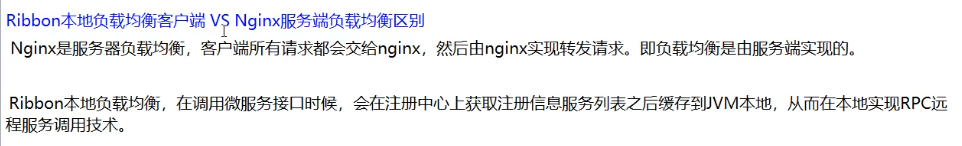 Ribbon本地负载均衡客户端 VS Nginx服务端负载均衡区别
Nginx是服务器负载均衡，客户端所有请求都会交给nginx，然后由nginx实现转发请求。即负载均衡是由服务端实现的。
Ribbon本地负载均衡，在调用微服务接口时候，会在注册中心上获取注册信息服务列表之后缓存到JVM本地，从而在本地实现RPC远
程服务调用技术。